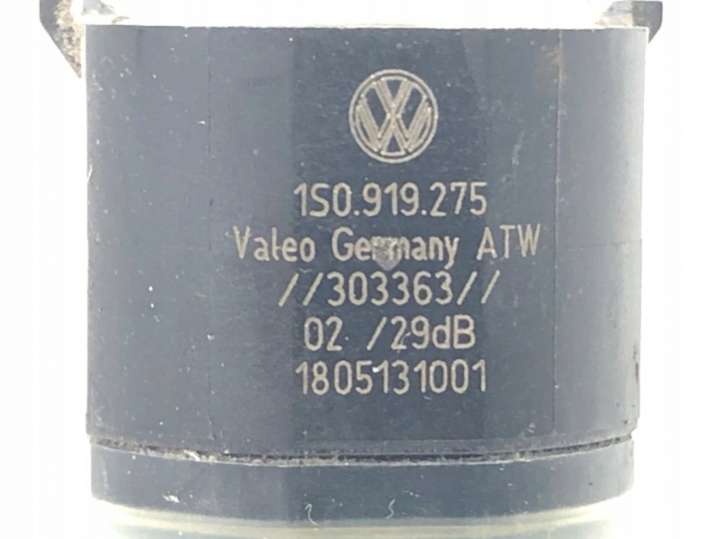 1S0.919.275
Valeo Germany ATW
//303363//
02 /29dB
1805131001